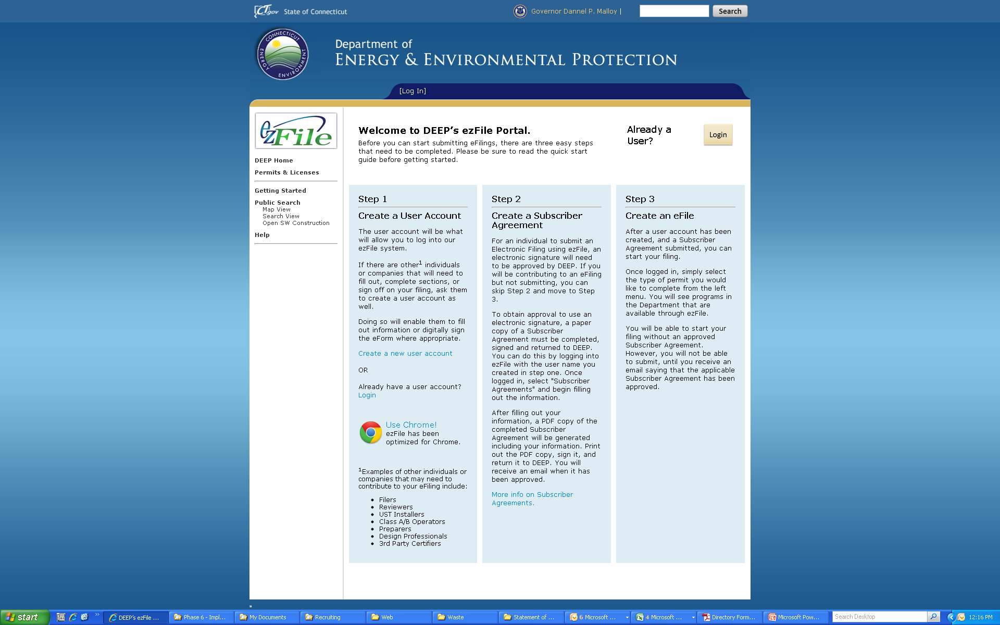 CT.gov State of Connecticut
Governor Dannel P. Malloy |
Search
CONNECTICUT
ENERGY ENVIRONMENT
Department of
ENERGY & ENVIRONMENTAL PROTECTION
[Log In]
ezFile
DEEP Home
Permits & Licenses
Getting Started
Public Search
Map View
Search View
Open SW Construction
Help
Welcome to DEEP's ezFile Portal.
Before you can start submitting eFilings, there are three easy steps
that need to be completed. Please be sure to read the quick start
guide before getting started.
Already a
User?
Login
Step 1
Create a User Account
The user account will be what
will allow you to log into our
ezFile system.
If there are other1 individuals
or companies that will need to
fill out, complete sections, or
sign off on your filing, ask them
to create a user account as
well.
Doing so will enable them to fill
out information or digitally sign
the eForm where appropriate.
Create a new user account
OR
Already have a user account?
Login
Use Chrome!
ezFile has been
optimized for Chrome.
1Examples of other individuals or
companies that may need to
contribute to your eFiling include:
• Filers
• Reviewers
• UST Installers
• Class A/B Operators
• Preparers
• Design Professionals
• 3rd Party Certifiers
Step 2
Create a Subscriber
Agreement
For an individual to submit an
Electronic Filing using ezFile, an
electronic signature will need
to be approved by DEEP. If you
will be contributing to an eFiling
but not submitting, you can
skip Step 2 and move to Step
3.
To obtain approval to use an
electronic signature, a paper
copy of a Subscriber
Agreement must be completed,
signed and returned to DEEP.
You can do this by logging into
ezFile with the user name you
created in step one. Once
logged in, select "Subscriber
Agreements" and begin filling
out the information.
After filling out your
information, a PDF copy of the
completed Subscriber
Agreement will be generated
including your information. Print
out the PDF copy, sign it, and
return it to DEEP. You will
receive an email when it has
been approved.
More info on Subscriber
Agreements.
Step 3
Create an eFile
After a user account has been
created, and a Subscriber
Agreement submitted, you can
start your filing.
Once logged in, simply select
the type of permit you would
like to complete from the left
menu. You will see programs in
the Department that are
available through ezFile.
You will be able to start your
filing without an approved
Subscriber Agreement.
However, you will not be able
to submit, until you receive an
email saying that the applicable
Subscriber Agreement has been
approved.
start DEEP's ezFile ... Phase 6 - Impl... My Documents Recruiting Web Waste Statement of ... 6 Microsoft ... 4 Microsoft ... Directory Form... Microsoft Pow... Search Desktop 12:16 PM